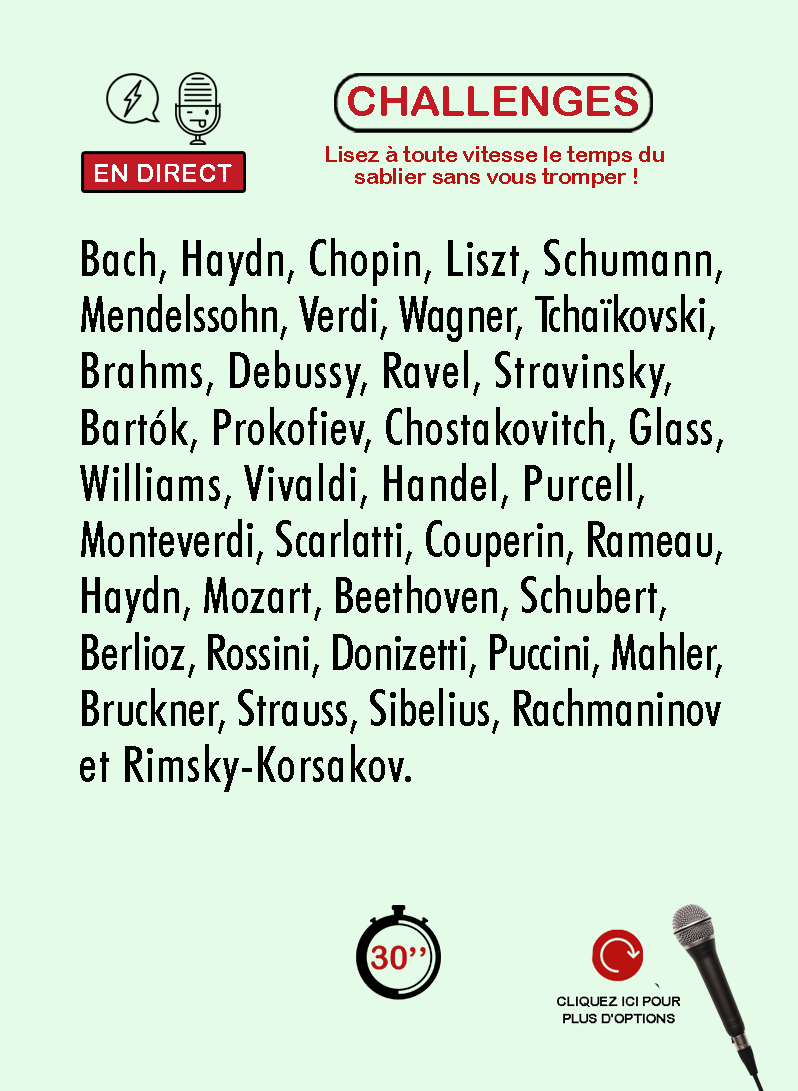 CHALLENGES
EN DIRECT
Lisez à toute vitesse le temps du
sablier sans vous tromper !
Bach, Haydn, Chopin, Liszt, Schumann,
Mendelssohn, Verdi, Wagner, Tchaïkovski,
Brahms, Debussy, Ravel, Stravinsky,
Bartók, Prokofiev, Chostakovitch, Glass,
Williams, Vivaldi, Handel, Purcell,
Monteverdi, Scarlatti, Couperin, Rameau,
Haydn, Mozart, Beethoven, Schubert,
Berlioz, Rossini, Donizetti, Puccini, Mahler,
Bruckner, Strauss, Sibelius, Rachmaninov
et Rimsky-Korsakov.
30’’
CLIQUEZ ICI POUR
PLUS D'OPTIONS